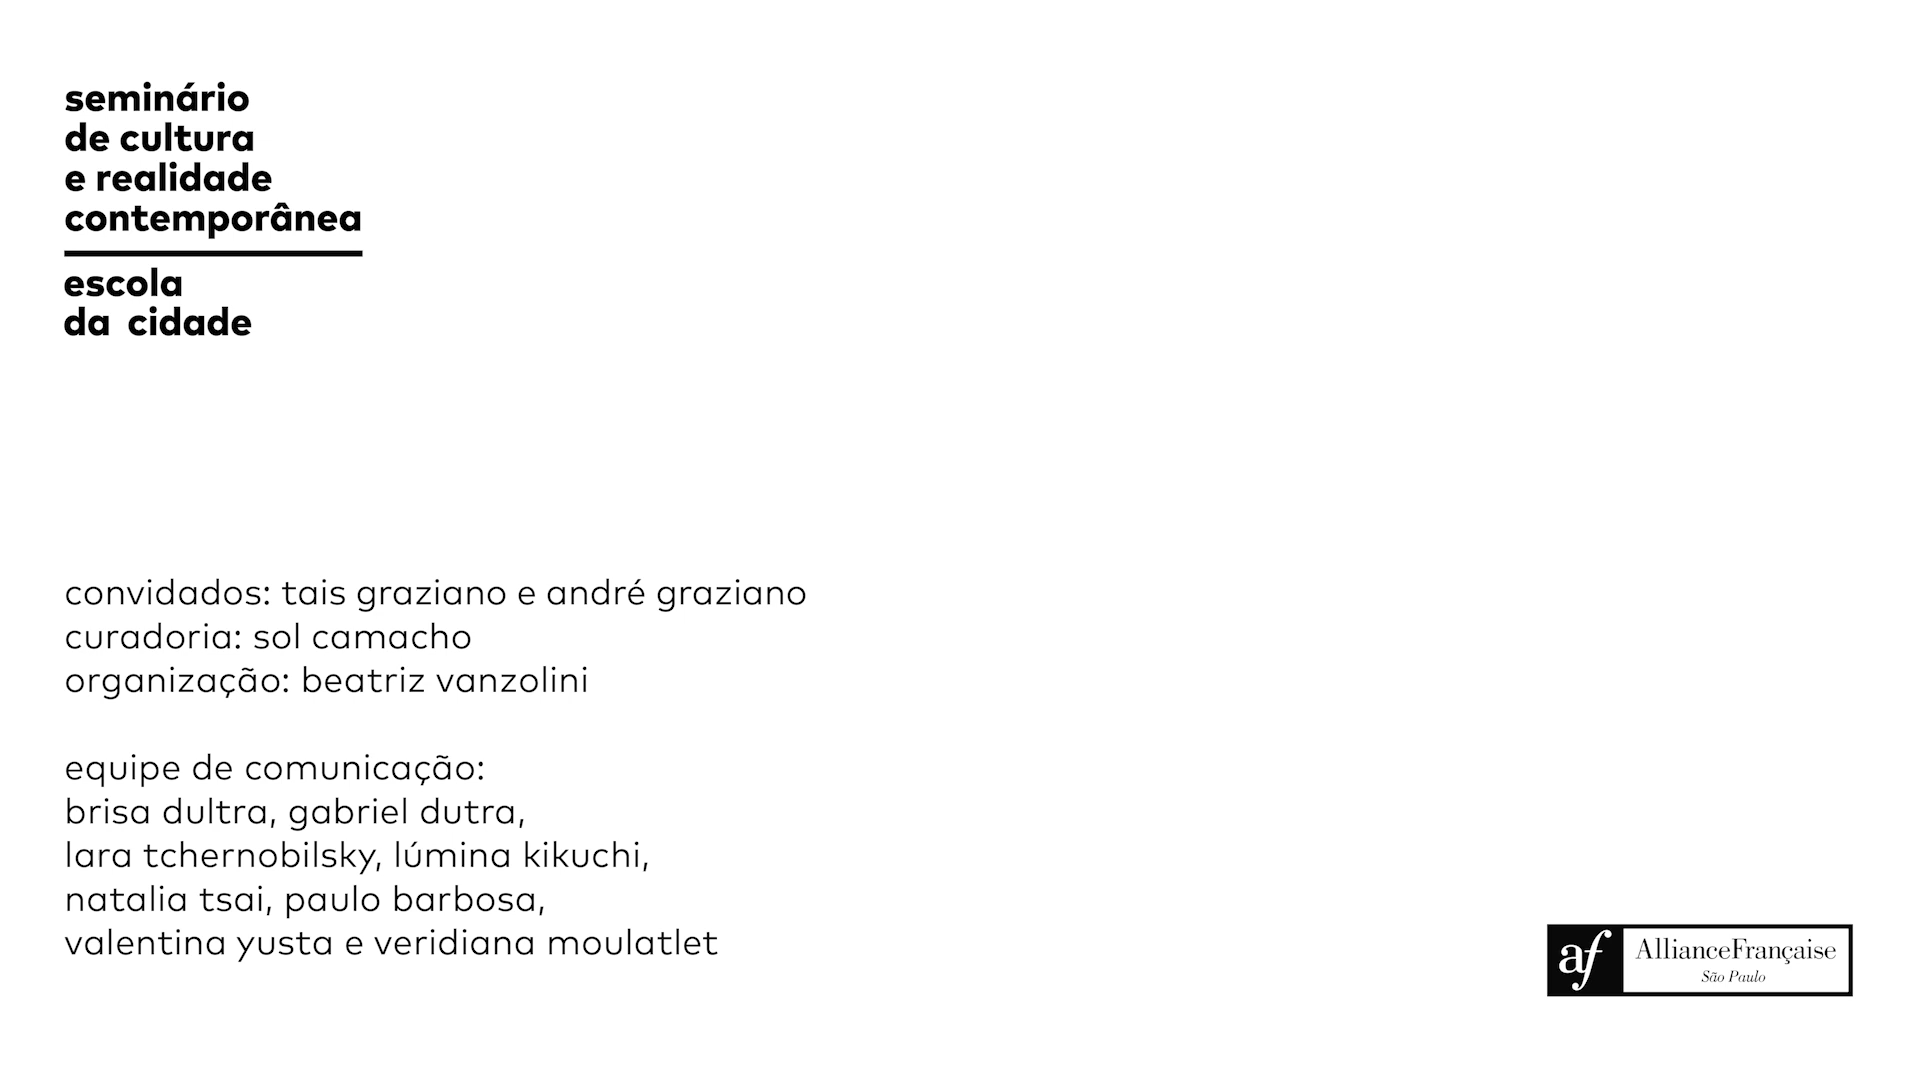 seminário
de cultura
e realidade
contemporânea
escola
da cidade
convidados: tais graziano e andré graziano
curadoria: sol camacho
organização: beatriz vanzolini
equipe de comunicação:
brisa dultra, gabriel dutra,
lara tchernobilsky, lúmina kikuchi,
natalia tsai, paulo barbosa,
valentina yusta e veridiana moulatlet
af AllianceFrançaise
São Paulo